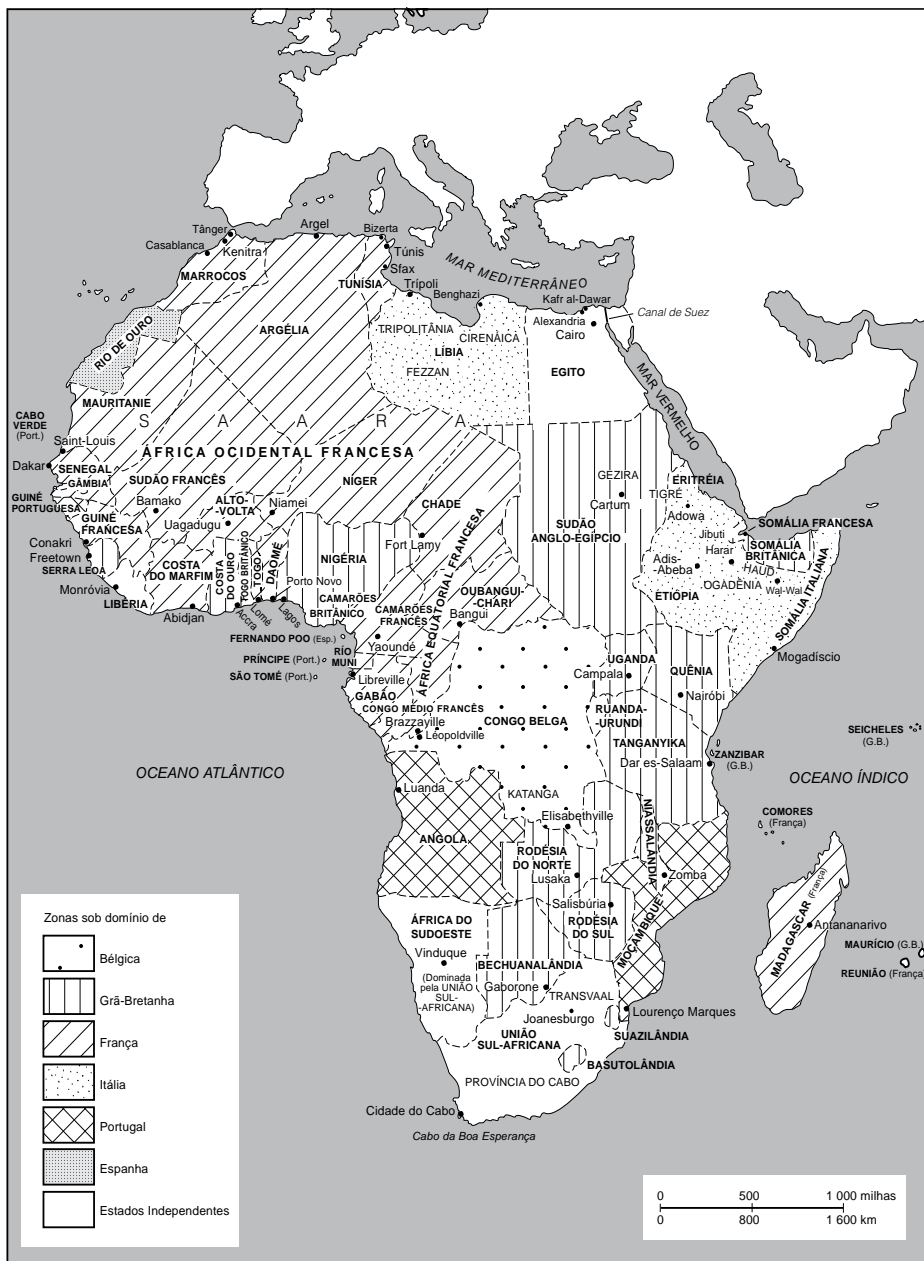 Tânger
Casablanca
Kenitra
MARROCOS
Argel
Bizerta
Túnis
Sfax
TUNÍSIA
MAR MEDITERRÂNEO
Trípoli
Benghazi
Kafr al-Dawar
Alexandria
Cairo
Canal de Suez
ARGÉLIA
TRIPOLITÂNIA
CIRENAICA
LÍBIA
FEZZAN
EGITO
RIO DE OURO
MAR VERMELHO
MAURITANIE
S A A R A
CABO
VERDE
(Port.)
Saint-Louis
Dakar
SENEGAL
GÂMBIA
ÁFRICA OCIDENTAL FRANCESA
SUDÃO FRANCÊS
NÍGER
CHADE
GEZIRA
Cartum
SUDÃO
ANGLO-EGÍPCIO
ERITRÉIA
TIGRÉ
Adowa
GUINÉ
PORTUGUESA
Bamako
ALTO-
-VOLTA
Niamei
Uagadugu
GUINÉ
FRANCESA
Fort Lamy
Conakri
Freetown
SERRA LEOA
Monróvia
LIBÉRIA
COSTA
DO MARFIM
Abidjan
COSTA
DO OURO
TOGO BRITÂNICO
TOGO
DAOMÉ
Accra
Lomé
Lagos
Porto Novo
NIGÉRIA
CAMARÕES
BRITÂNICO
CAMARÕES
FRANCÊS
Yaoundé
ÁFRICA EQUATORIAL FRANCESA
OUBANGUI-
-CHARI
Bangui
SOMÁLIA FRANCESA
Jibuti
SOMÁLIA
BRITÂNICA
Harar
HAUD
Adis-
-Abeba
OGADÊNIA
Wal-Wal
ETIÓPIA
SOMÁLIA ITALIANA
Mogadíscio
FERNANDO POO (Esp.)
RÍO
MUNI
PRÍNCIPE (Port.)
SÃO TOMÉ (Port.)
Libreville
GABÃO
CONGO MÉDIO FRANCÊS
Brazzaville
Léopoldville
CONGO BELGA
UGANDA
Campala
QUÊNIA
Nairóbi
RUANDA-
-URUNDI
TANGANYIKA
Dar es-Salaam
ZANZIBAR
(G.B.)
SEICHELES
(G.B.)
OCEANO ATLÂNTICO
OCEANO ÍNDICO
Luanda
ANGOLA
KATANGA
Elisabethville
RODÉSIA
DO NORTE
Lusaka
NIASSALÂNDIA
Zomba
COMORES
(França)
Salisbúria
RODÉSIA
DO SUL
MOÇAMBIQUE
MADAGASCAR (França)
Antananarivo
MAURÍCIO (G.B.)
REUNIÃO (França)
ÁFRICA DO
SUDOESTE
Vinduque
(Dominada
pela UNIÃO
SUL-
-AFRICANA)
BECHUANALÂNDIA
Gaborone
TRANSVAAL
Joanesburgo
Lourenço Marques
SUAZILÂNDIA
UNIÃO
SUL-AFRICANA
BASUTOLÂNDIA
PROVÍNCIA DO CABO
Cidade do Cabo
Cabo da Boa Esperança
Zonas sob domínio de
Bélgica
Grã-Bretanha
França
Itália
Portugal
Espanha
Estados Independentes
0 500 1 000 milhas
0 800 1 600 km